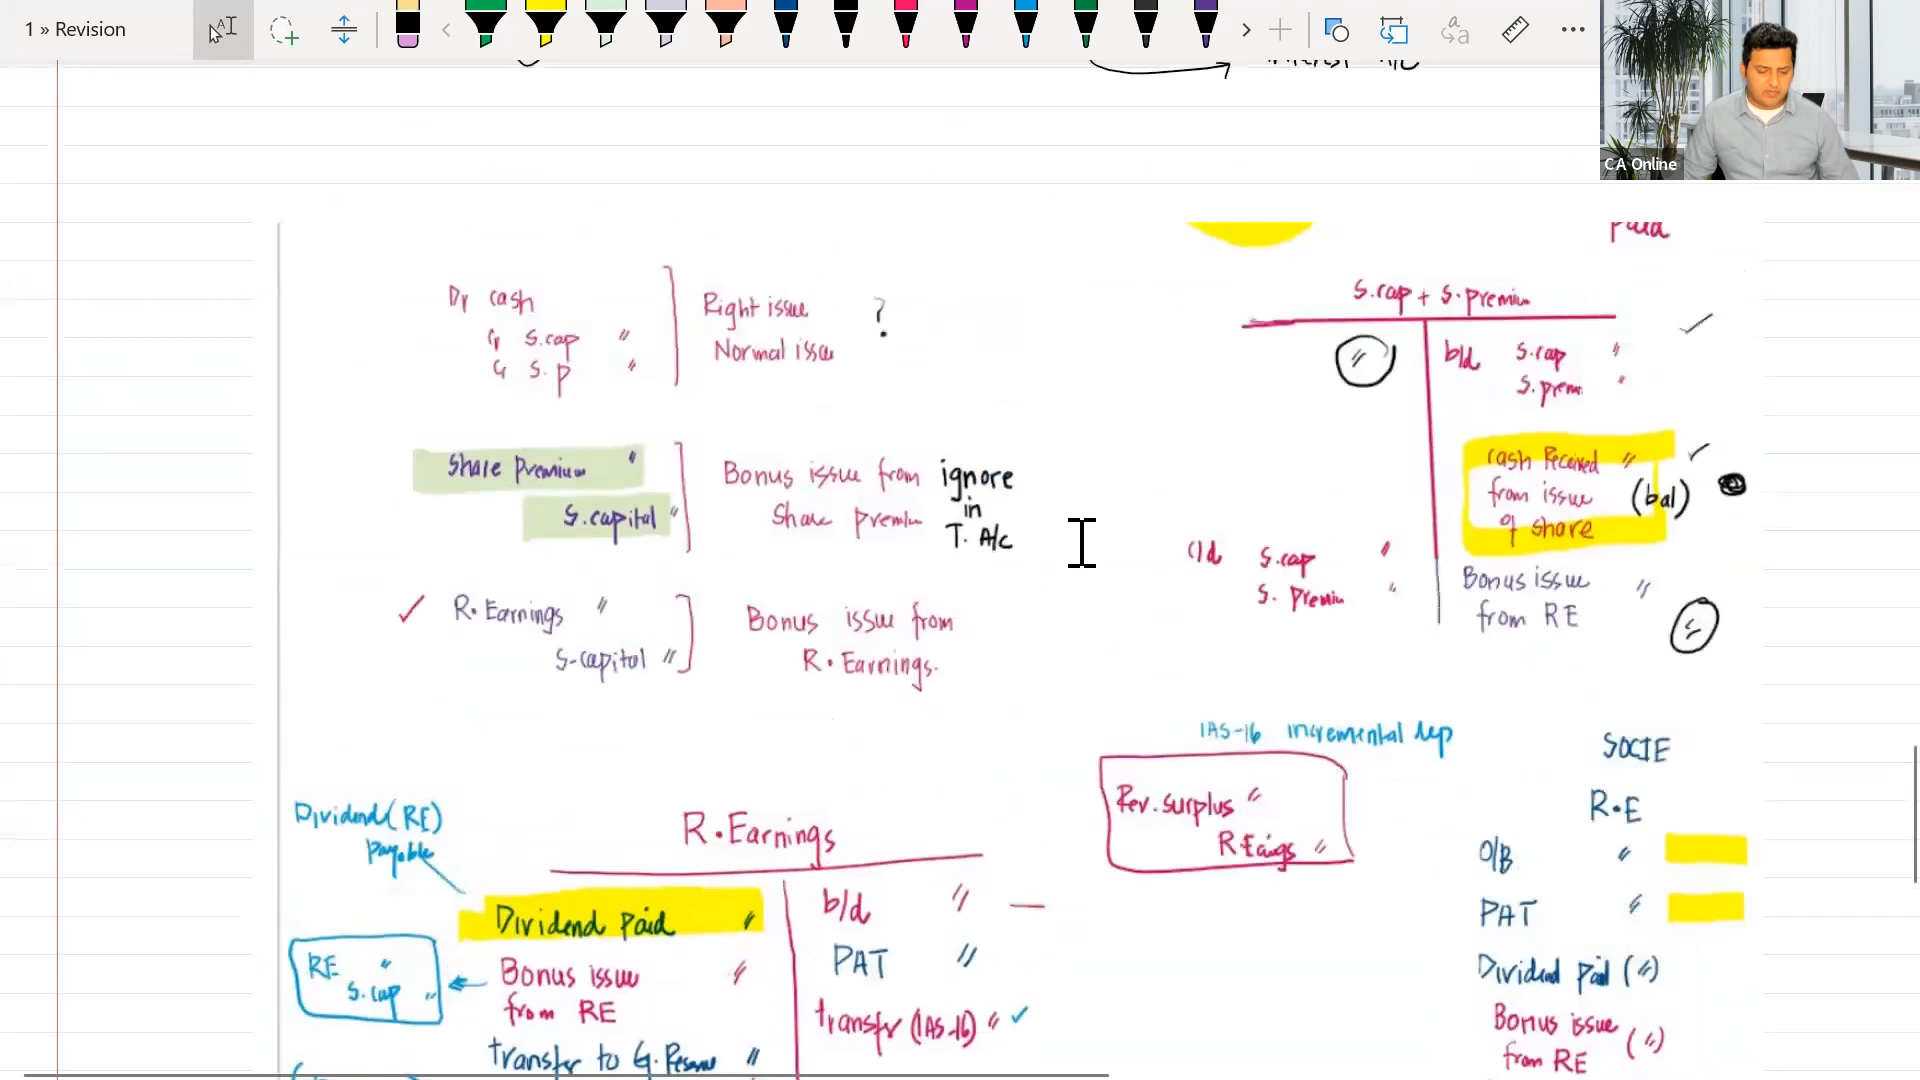 1 » Revision
CA Online
Paid
Dr cash
Cr S.cap "
Cr S.P "
Right issue
Normal issue
?
S.cap + S.premium
b/d S.cap "
S.prem "
Share Premium "
S.capital "
Bonus issue from
Share premium
ignore
in
T. A/c
cash Received "
from issue
of share
(bal)
c/d S.cap "
S. Premium "
Bonus issue "
from RE
R.Earnings "
S-capital "
Bonus issue from
R.Earnings.
IAS-16 incremental dep
Rev.surplus "
SOCIE
R.E
O/B "
PAT "
Dividend paid (")
Bonus issue
from RE (")
Dividend (RE)
payable
R.Earnings
Dividend Paid "
b/d "
RE "
S.cap "
Bonus issue "
from RE
PAT "
transfer (IAS-16) "
transfer to G.Reserve "